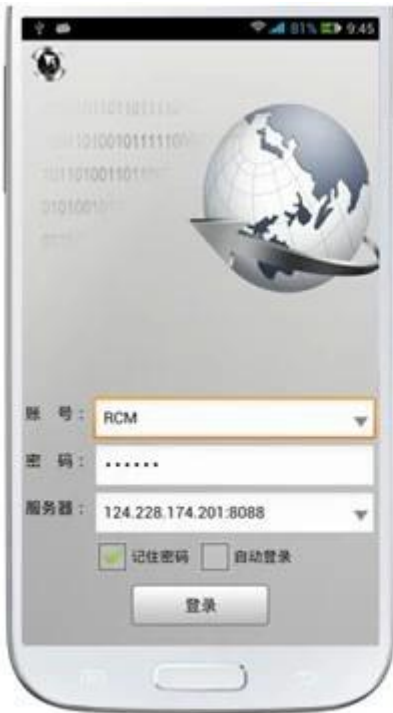 81% 9:45
账 号：
RCM
密 码：
······
服务器：
124.228.174.201:8088
记住密码 自动登录
登录